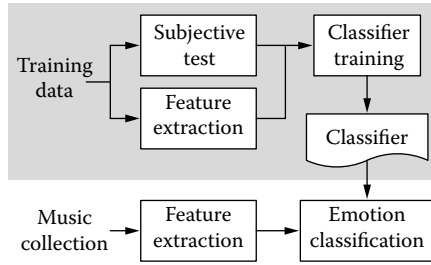 Training
data
Subjective
test
Feature
extraction
Classifier
training
Classifier
Music
collection
Feature
extraction
Emotion
classification